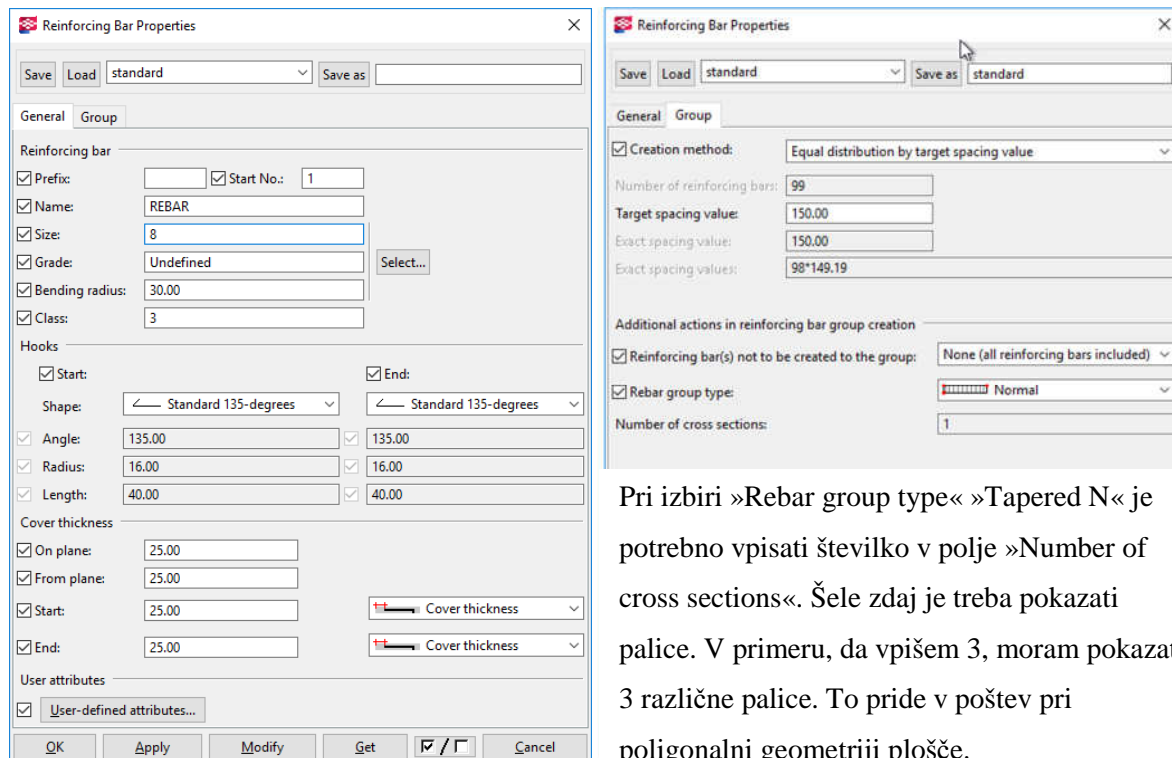 Reinforcing Bar Properties
Save Load standard Save as
General Group
Reinforcing bar
Prefix: Start No.: 1
Name: REBAR
Size: 8
Grade: Undefined Select...
Bending radius: 30.00
Class: 3
Hooks
Start: End:
Shape: Standard 135-degrees Standard 135-degrees
Angle: 135.00 135.00
Radius: 16.00 16.00
Length: 40.00 40.00
Cover thickness
On plane: 25.00
From plane: 25.00
Start: 25.00 Cover thickness
End: 25.00 Cover thickness
User attributes
User-defined attributes...
OK Apply Modify Get / Cancel
Reinforcing Bar Properties
Save Load standard Save as standard
General Group
Creation method: Equal distribution by target spacing value
Number of reinforcing bars: 99
Target spacing value: 150.00
Exact spacing value: 150.00
Exact spacing values: 98*149.19
Additional actions in reinforcing bar group creation
Reinforcing bar(s) not to be created to the group: None (all reinforcing bars included)
Rebar group type: Normal
Number of cross sections: 1
Pri izbiri »Rebar group type« »Tapered N« je
potrebno vpisati številko v polje »Number of
cross sections«. Šele zdaj je treba pokazati
palice. V primeru, da vpišem 3, moram pokazat
3 različne palice. To pride v poštev pri
poligonalni geometriji plošče.